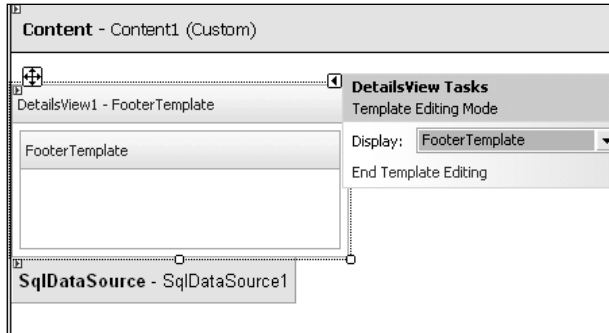 Content - Content1 (Custom)
DetailsView1 - FooterTemplate
FooterTemplate
DetailsView Tasks
Template Editing Mode
Display: FooterTemplate
End Template Editing
SqlDataSource - SqlDataSource1